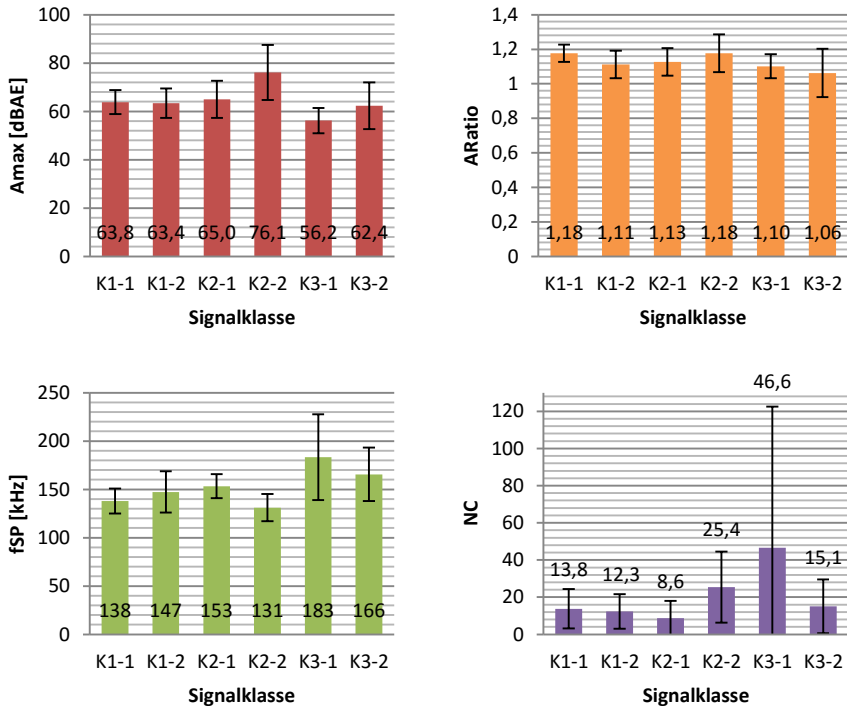 Amax [dBAE]
100
80
60
40
20
0
63,8 63,4 65,0 76,1 56,2 62,4
K1-1 K1-2 K2-1 K2-2 K3-1 K3-2
Signalklasse
ARatio
1,4
1,2
1
0,8
0,6
0,4
0,2
0
1,18 1,11 1,13 1,18 1,10 1,06
K1-1 K1-2 K2-1 K2-2 K3-1 K3-2
Signalklasse
fSP [kHz]
250
200
150
100
50
0
138 147 153 131 183 166
K1-1 K1-2 K2-1 K2-2 K3-1 K3-2
Signalklasse
NC
120
100
80
60
40
20
0
13,8 12,3 8,6 25,4 46,6 15,1
K1-1 K1-2 K2-1 K2-2 K3-1 K3-2
Signalklasse